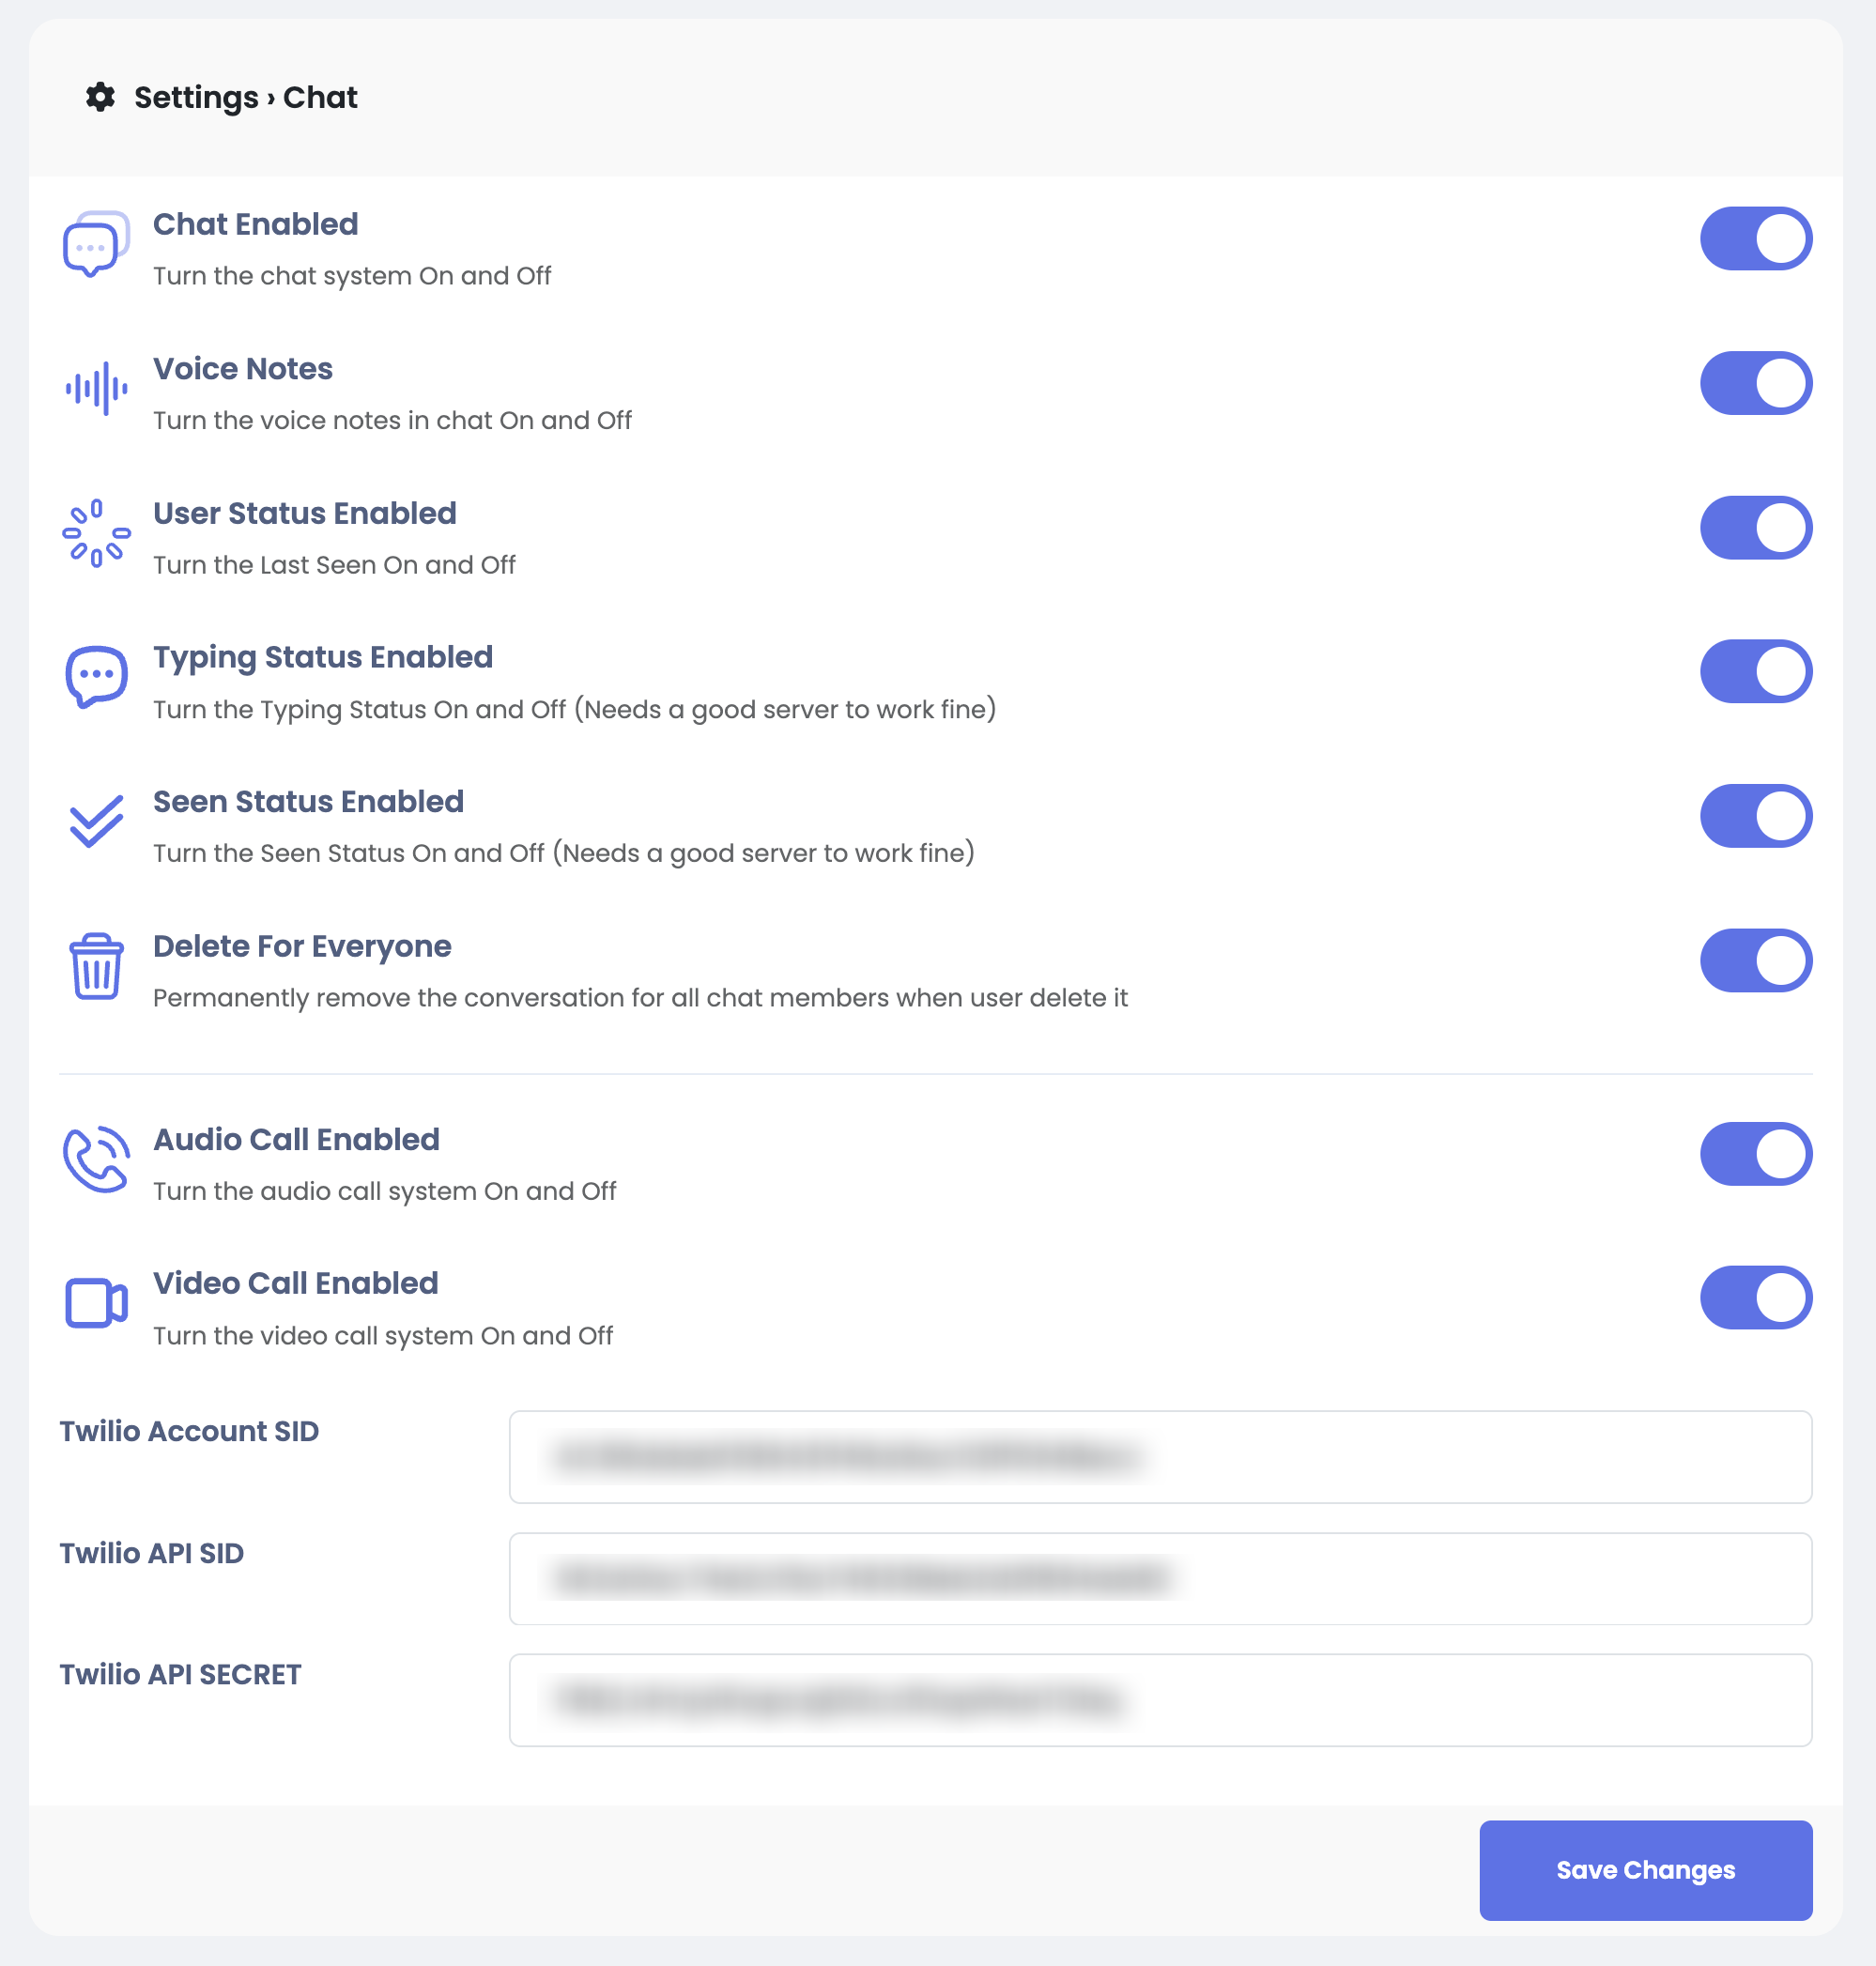 Settings › Chat
Chat Enabled
Turn the chat system On and Off
Voice Notes
Turn the voice notes in chat On and Off
User Status Enabled
Turn the Last Seen On and Off
Typing Status Enabled
Turn the Typing Status On and Off (Needs a good server to work fine)
Seen Status Enabled
Turn the Seen Status On and Off (Needs a good server to work fine)
Delete For Everyone
Permanently remove the conversation for all chat members when user delete it
Audio Call Enabled
Turn the audio call system On and Off
Video Call Enabled
Turn the video call system On and Off
Twilio Account SID
Twilio API SID
Twilio API SECRET
Save Changes